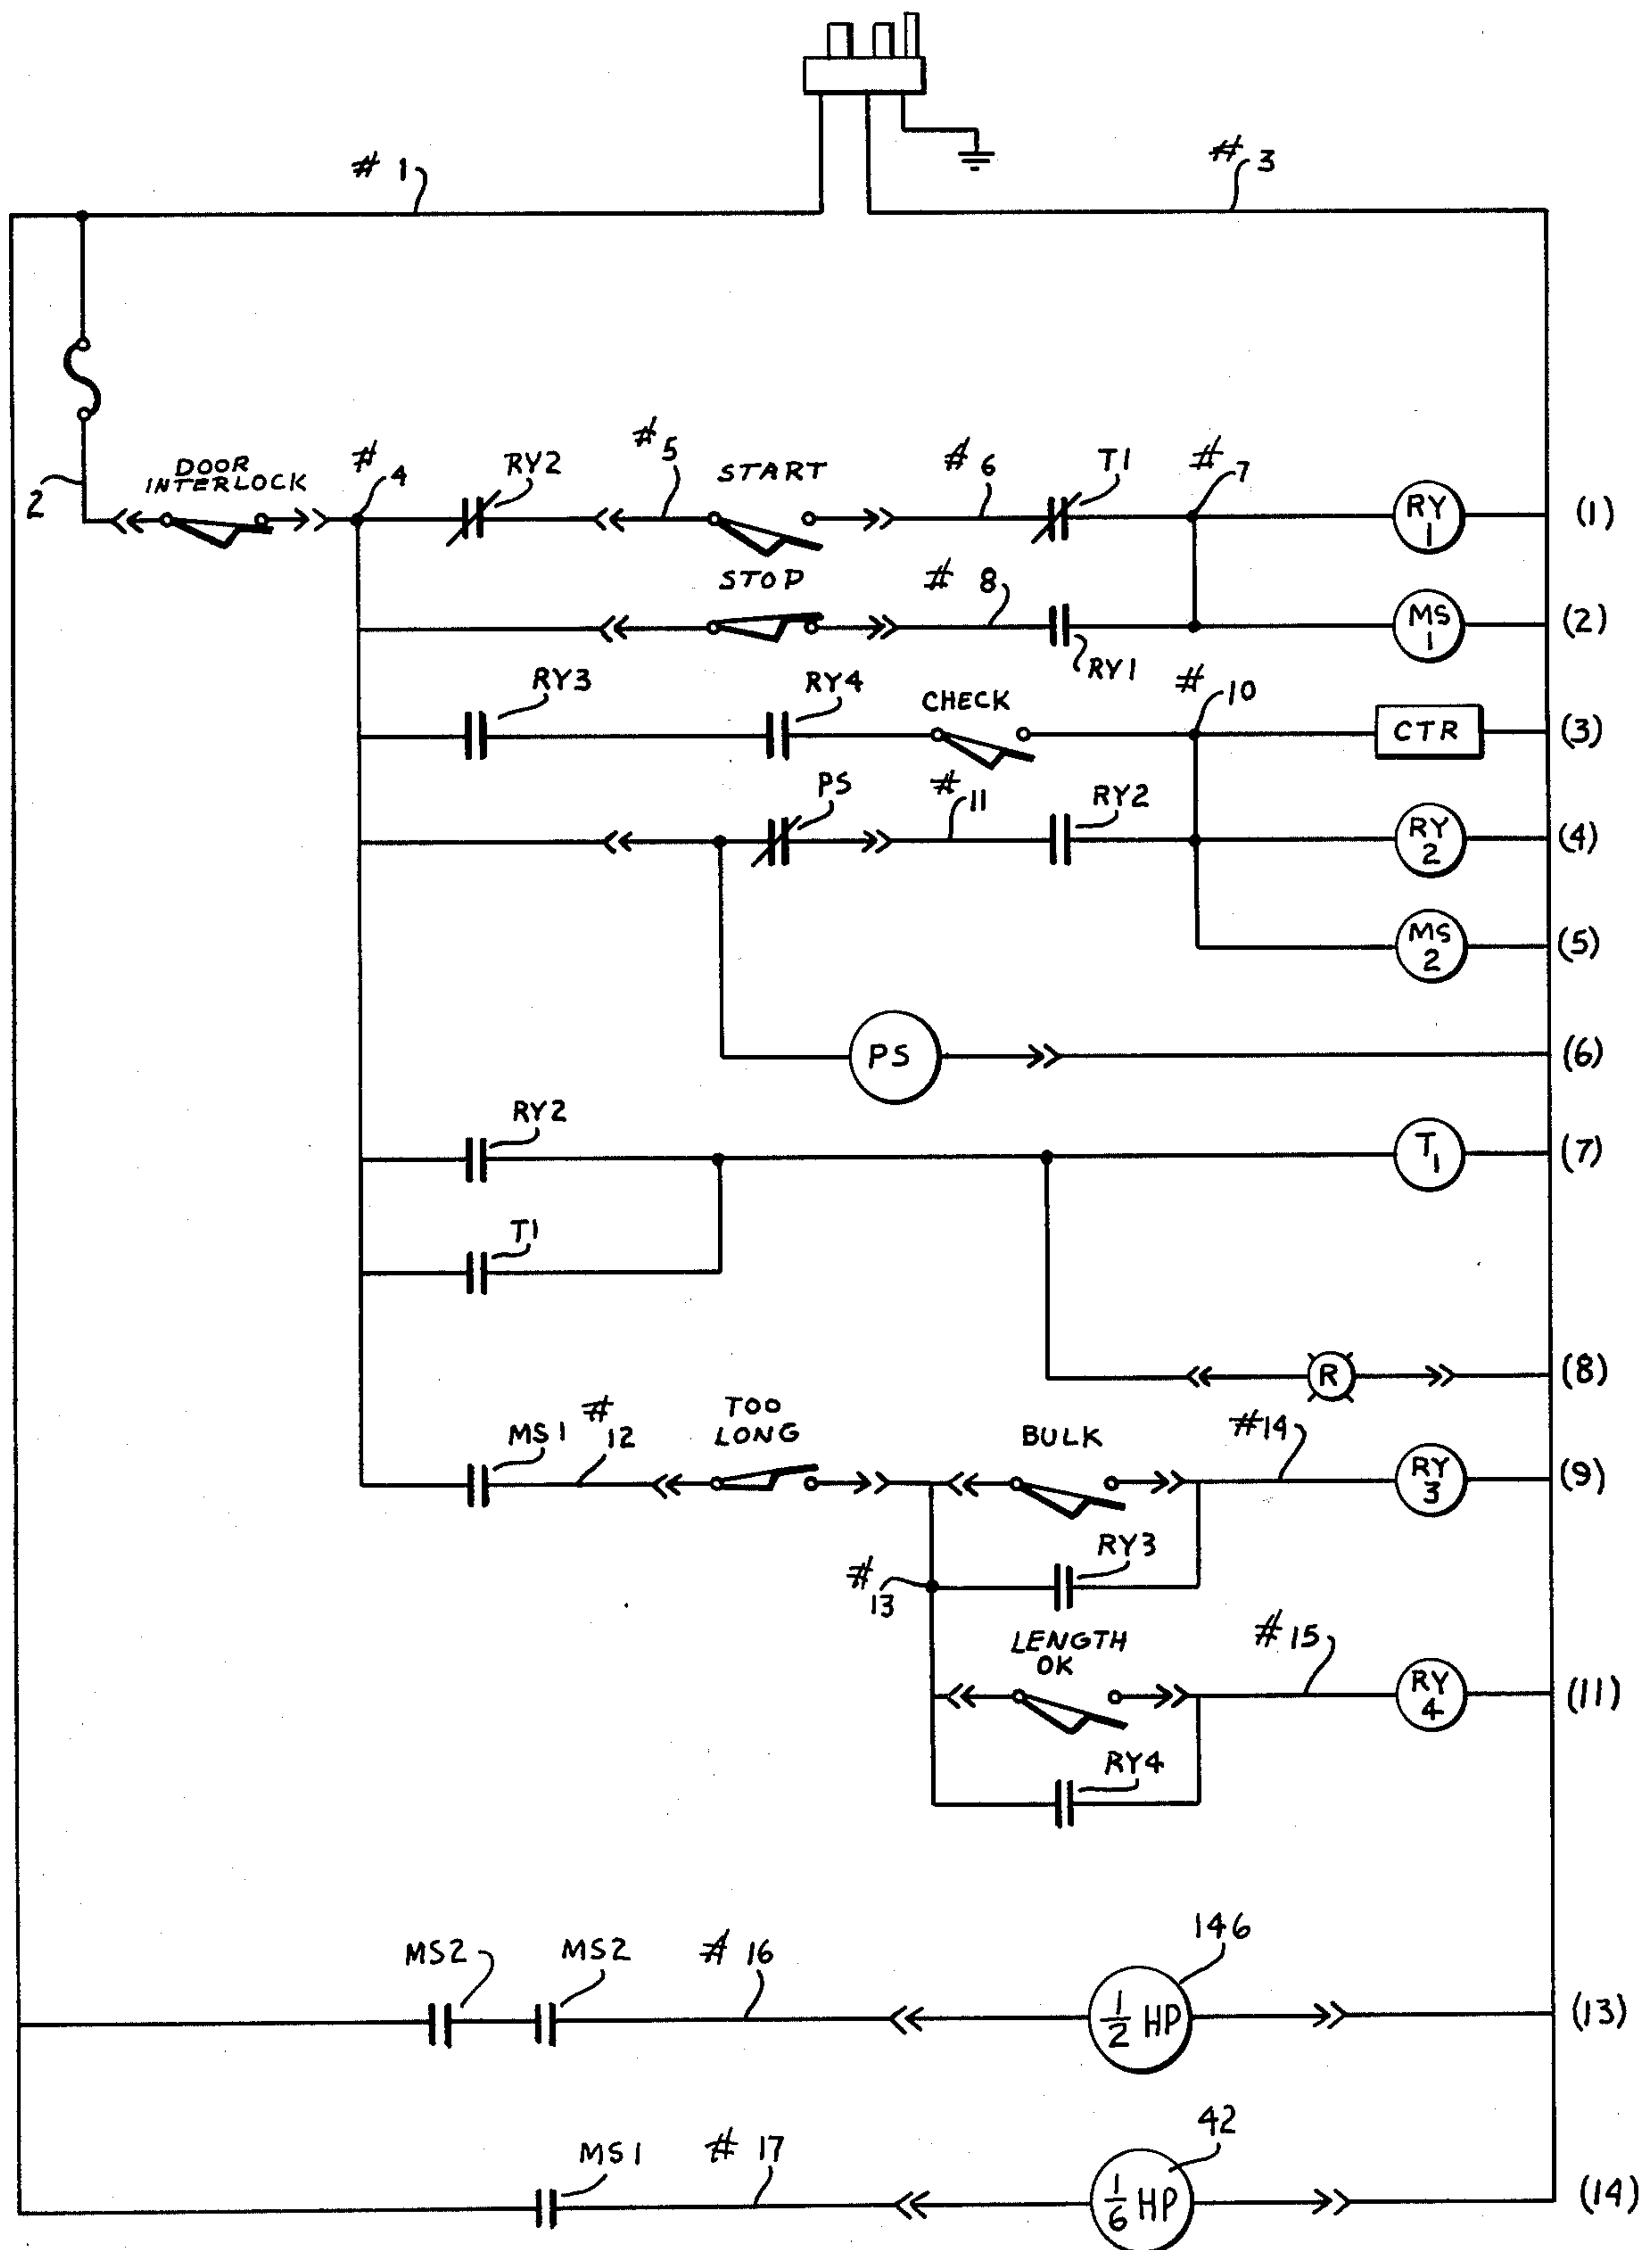 # 1
# 3
2
DOOR
INTERLOCK
# 4
RY2
# 5
START
# 6
T1
# 7
RY
1
(1)
STOP
# 8
RY1
MS
1
(2)
RY3
RY4
CHECK
# 10
CTR
(3)
PS
# 11
RY2
RY
2
(4)
MS
2
(5)
PS
(6)
RY2
T1
(7)
T1
R
(8)
MS1
# 12
TOO
LONG
BULK
#14
RY
3
(9)
RY3
# 13
LENGTH
OK
# 15
RY
4
(11)
RY4
MS2
MS2
# 16
146
1/2 HP
(13)
MS1
# 17
42
1/6 HP
(14)